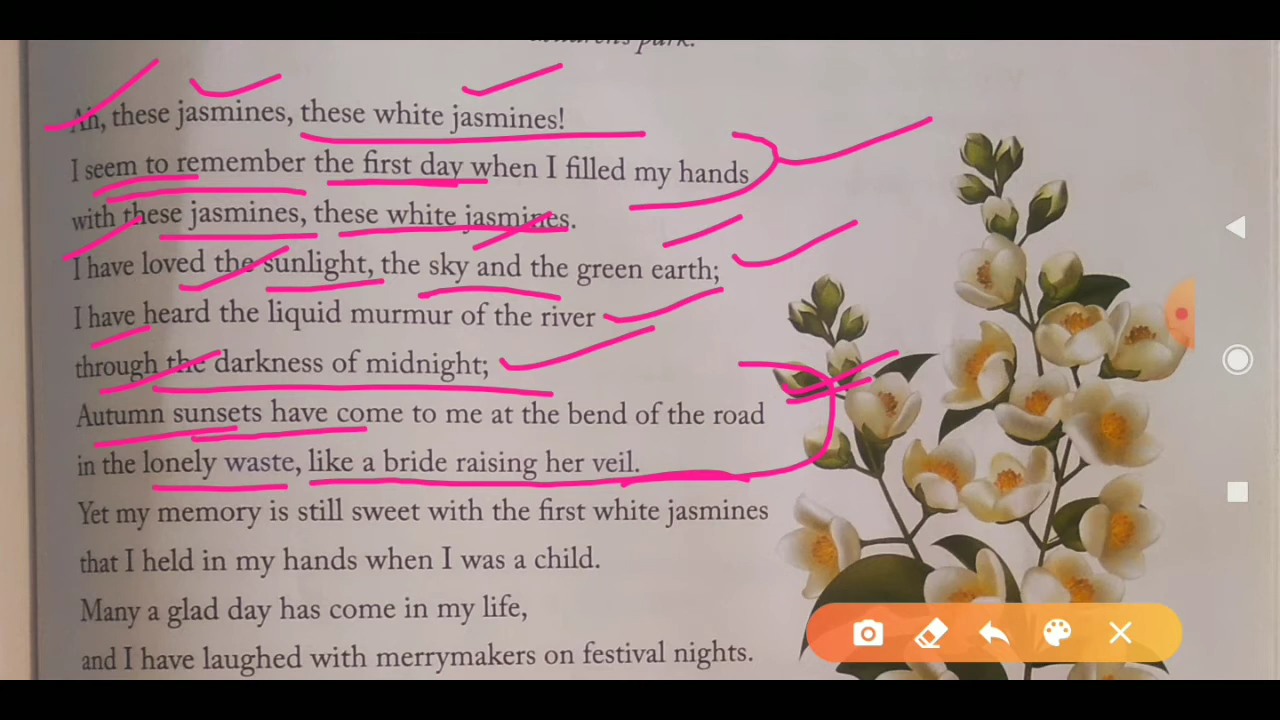 park.
Ah, these jasmines, these white jasmines!
I seem to remember the first day when I filled my hands
with these jasmines, these white jasmines.
I have loved the sunlight, the sky and the green earth;
I have heard the liquid murmur of the river
through the darkness of midnight;
Autumn sunsets have come to me at the bend of the road
in the lonely waste, like a bride raising her veil.
Yet my memory is still sweet with the first white jasmines
that I held in my hands when I was a child.
Many a glad day has come in my life,
and I have laughed with merrymakers on festival nights.